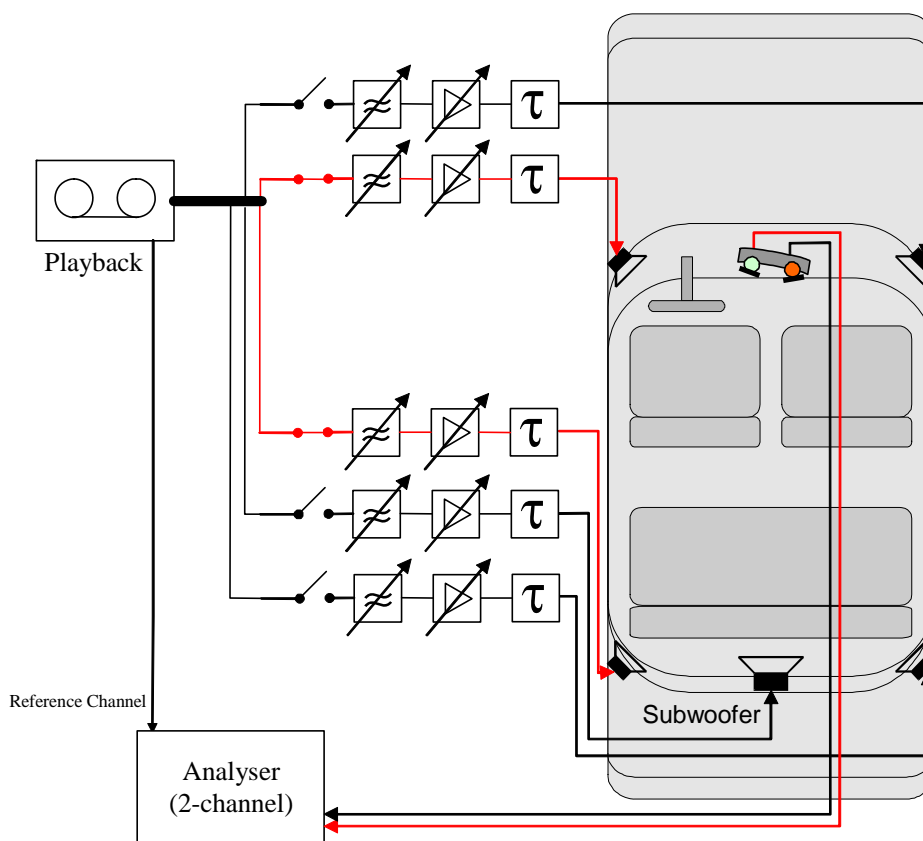 τ
τ
Playback
τ
τ
τ
Reference Channel
Subwoofer
Analyser
(2-channel)